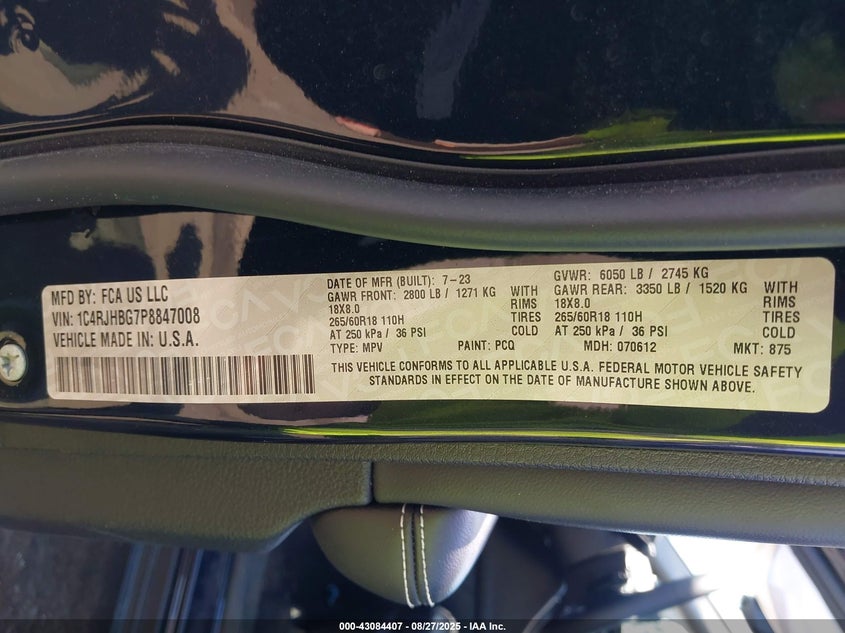 MFD BY: FCA US LLC
VIN: 1C4RJHBG7P8847008
VEHICLE MADE IN: U.S.A.
DATE OF MFR (BUILT): 7-23
GVWR: 6050 LB / 2745 KG
GAWR FRONT: 2800 LB / 1271 KG WITH
GAWR REAR: 3350 LB / 1520 KG WITH
18X8.0 RIMS
18X8.0 RIMS
265/60R18 110H TIRES
265/60R18 110H TIRES
AT 250 kPa / 36 PSI COLD
AT 250 kPa / 36 PSI COLD
TYPE: MPV PAINT: PCQ MDH: 070612 MKT: 875
THIS VEHICLE CONFORMS TO ALL APPLICABLE U.S.A. FEDERAL MOTOR VEHICLE SAFETY
STANDARDS IN EFFECT ON THE DATE OF MANUFACTURE SHOWN ABOVE.
000-43084407 - 08/27/2025 - IAA Inc.